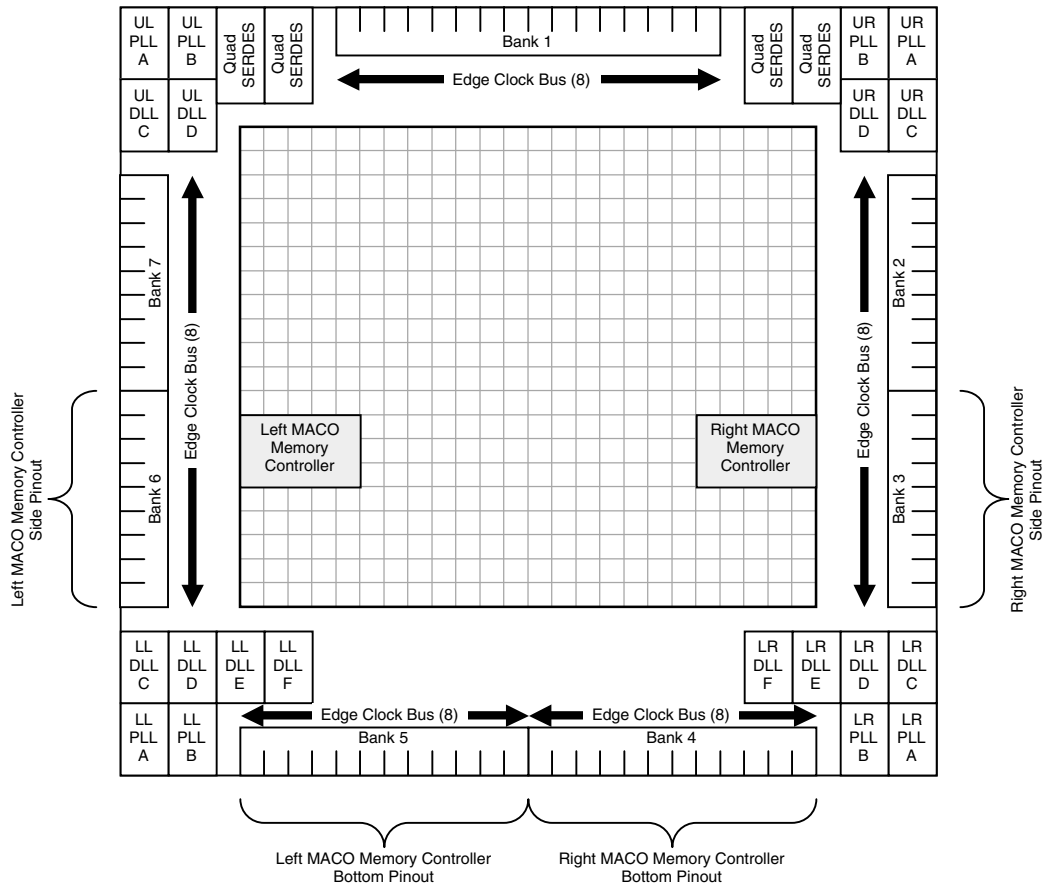 UL
PLL
A
UL
PLL
B
Quad
SERDES
Quad
SERDES
Bank 1
Edge Clock Bus (8)
Quad
SERDES
Quad
SERDES
UR
PLL
B
UR
PLL
A
UL
DLL
C
UL
DLL
D
UR
DLL
D
UR
DLL
C
Bank 7
Edge Clock Bus (8)
Bank 6
Left MACO Memory Controller
Side Pinout
Left MACO
Memory
Controller
Right MACO
Memory
Controller
Edge Clock Bus (8)
Bank 2
Bank 3
Right MACO Memory Controller
Side Pinout
LL
DLL
C
LL
DLL
D
LL
DLL
E
LL
DLL
F
LR
DLL
F
LR
DLL
E
LR
DLL
D
LR
DLL
C
LL
PLL
A
LL
PLL
B
Edge Clock Bus (8)
Bank 5
Edge Clock Bus (8)
Bank 4
LR
PLL
B
LR
PLL
A
Left MACO Memory Controller
Bottom Pinout
Right MACO Memory Controller
Bottom Pinout